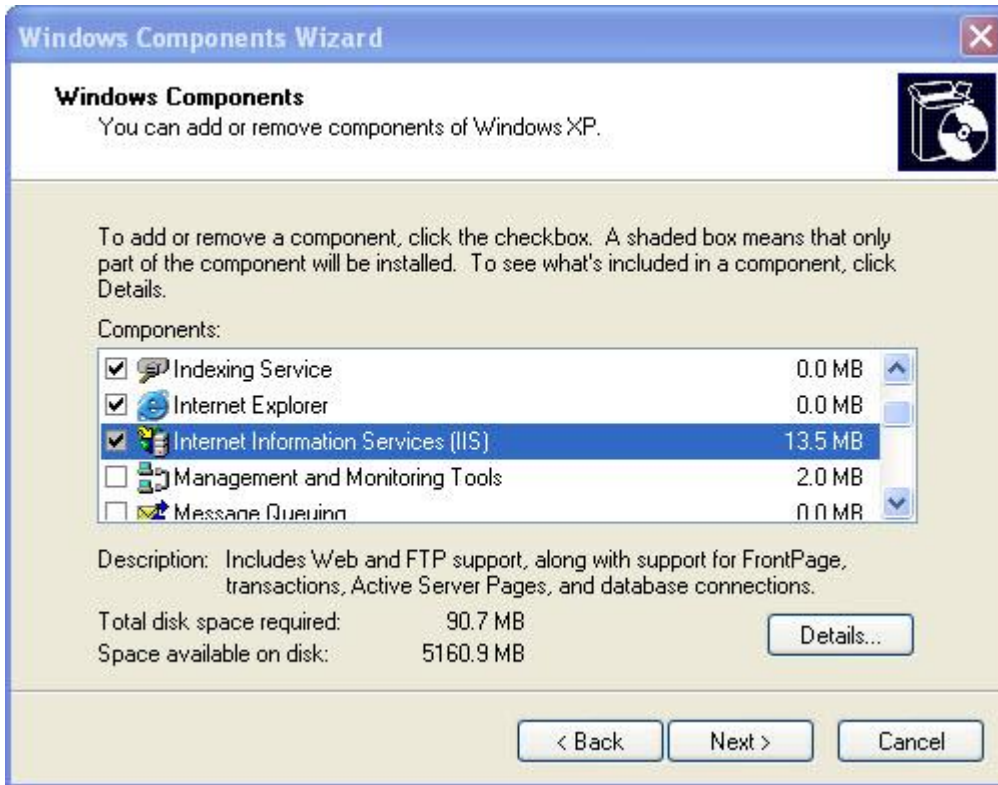 Windows Components Wizard
Windows Components
You can add or remove components of Windows XP.
To add or remove a component, click the checkbox. A shaded box means that only
part of the component will be installed. To see what's included in a component, click
Details.
Components:
Indexing Service 0.0 MB
Internet Explorer 0.0 MB
Internet Information Services (IIS) 13.5 MB
Management and Monitoring Tools 2.0 MB
Message Queuing 0.0 MB
Description: Includes Web and FTP support, along with support for FrontPage,
transactions, Active Server Pages, and database connections.
Total disk space required: 90.7 MB
Space available on disk: 5160.9 MB
Details...
< Back Next > Cancel